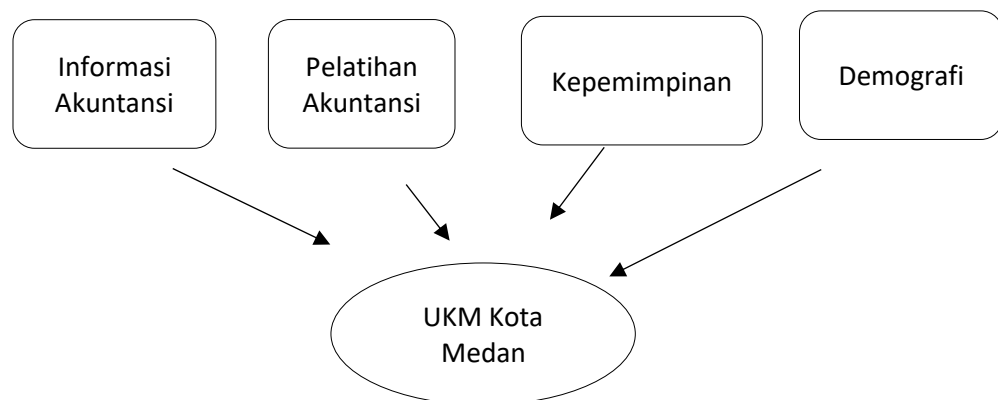 Informasi
Akuntansi
Pelatihan
Akuntansi
Kepemimpinan
Demografi
UKM Kota
Medan